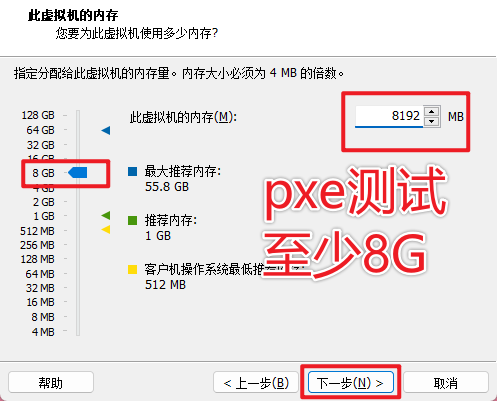 此虚拟机的内存
您要为此虚拟机使用多少内存?
指定分配给此虚拟机的内存量。内存大小必须为 4 MB 的倍数。
此虚拟机的内存(M):
8192
MB
128 GB
64 GB
32 GB
16 GB
8 GB
4 GB
2 GB
1 GB
512 MB
256 MB
128 MB
64 MB
32 MB
16 MB
8 MB
4 MB
最大推荐内存:
55.8 GB
推荐内存:
1 GB
客户机操作系统最低推荐内存:
512 MB
pxe测试
至少8G
帮助
< 上一步(B)
下一步(N) >
取消